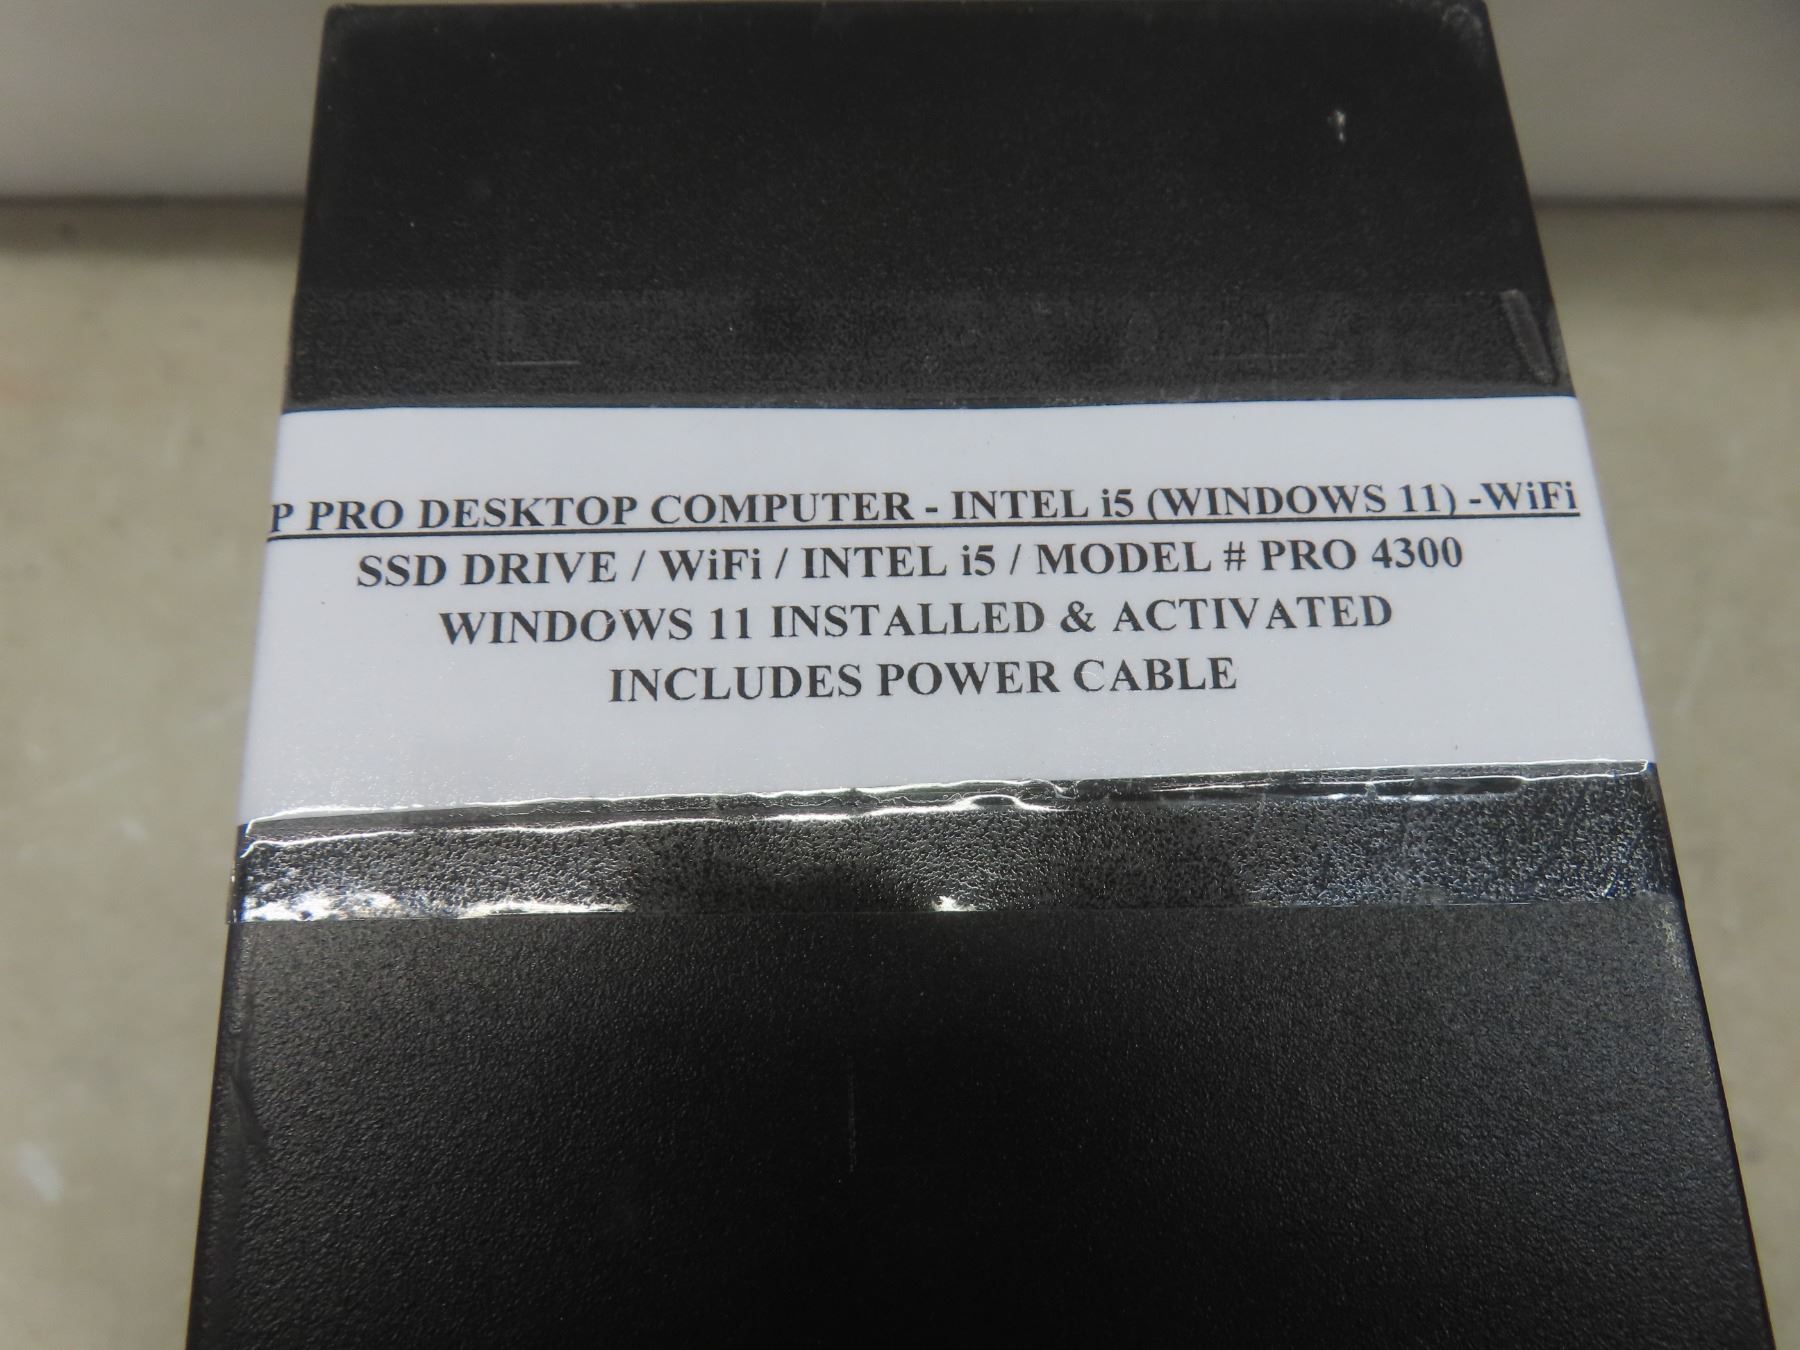 P PRO DESKTOP COMPUTER - INTEL i5 (WINDOWS 11) -WiFi
SSD DRIVE / WiFi / INTEL i5 / MODEL # PRO 4300
WINDOWS 11 INSTALLED & ACTIVATED
INCLUDES POWER CABLE